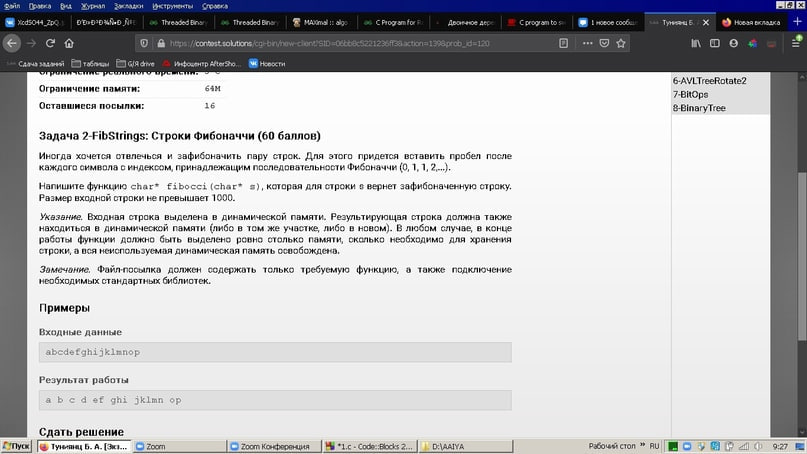 Файл Правка Вид Журнал Закладки Инструменты Справка
Threaded Binary
Threaded Binary
MAXimal :: algo
C Program for F
Двоичное дерев
C program to sw
1 новое сообще
Туниянц Б. А.
Новая вкладка
https://contest.solutions/cgi-bin/new-client?SID=06bb8c5221236ff3&action=139&prob_id=120
Сдача заданий таблицы G/Я drive Инфоцентр AfterSho... Новости
Ограничение реального времени: 5 с
Ограничение памяти: 64M
Оставшиеся посылки: 16
6-AVLTreeRotate2
7-BitOps
8-BinaryTree
Задача 2-FibStrings: Строки Фибоначчи (60 баллов)
Иногда хочется отвлечься и зафибоначить пару строк. Для этого придется вставить пробел после
каждого символа с индексом, принадлежащим последовательности Фибоначчи (0, 1, 1, 2,...).
Напишите функцию char* fibocci(char* s), которая для строки s вернет зафибоначенную строку.
Размер входной строки не превышает 1000.
Указание. Входная строка выделена в динамической памяти. Результирующая строка должна также
находиться в динамической памяти (либо в том же участке, либо в новом). В любом случае, в конце
работы функции должно быть выделено ровно столько памяти, сколько необходимо для хранения
строки, а вся неиспользуемая динамическая память освобождена.
Замечание. Файл-посылка должен содержать только требуемую функцию, а также подключение
необходимых стандартных библиотек.
Примеры
Входные данные
abcdefghijklmnop
Результат работы
a b c d ef ghi jklmn op
Сдать решение
Пуск Туниянц Б. А. [Экз... Zoom Zoom Конференция *1.c - Code::Blocks 2... D:\AAIYA Рабочий стол » RU 9:27